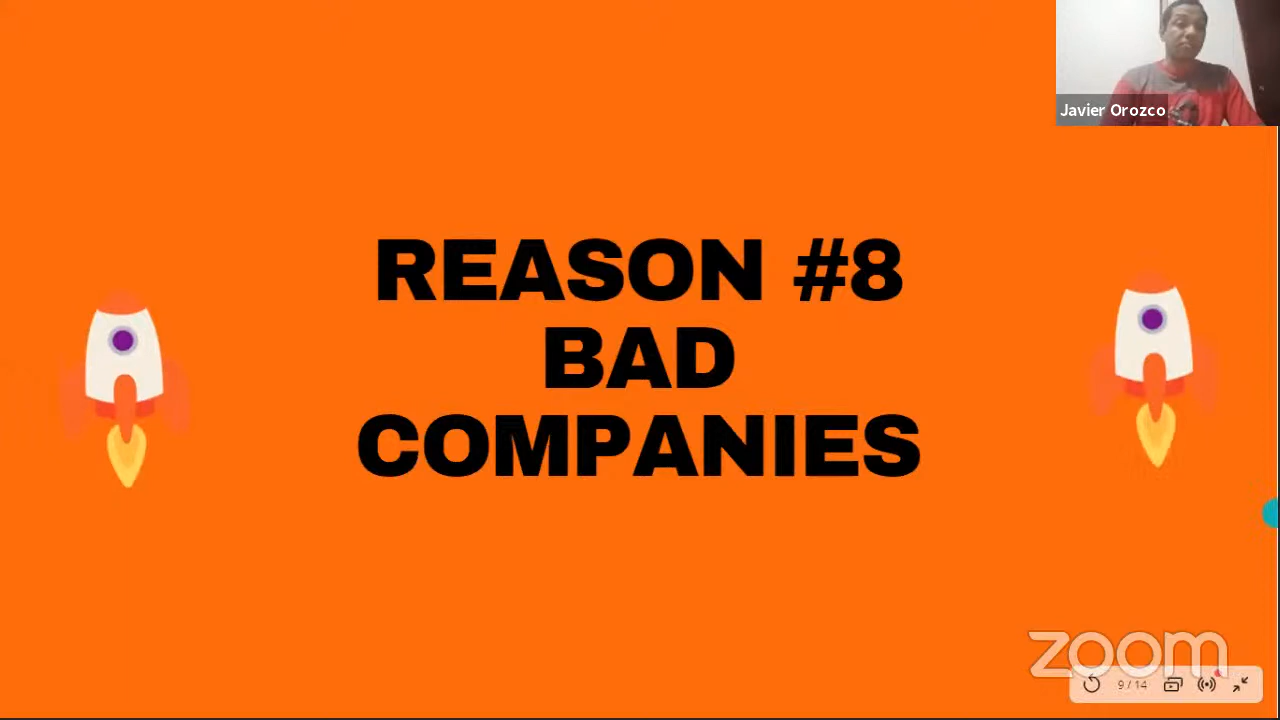 Javier Orozco
REASON #8
BAD
COMPANIES
zoom
9 / 14